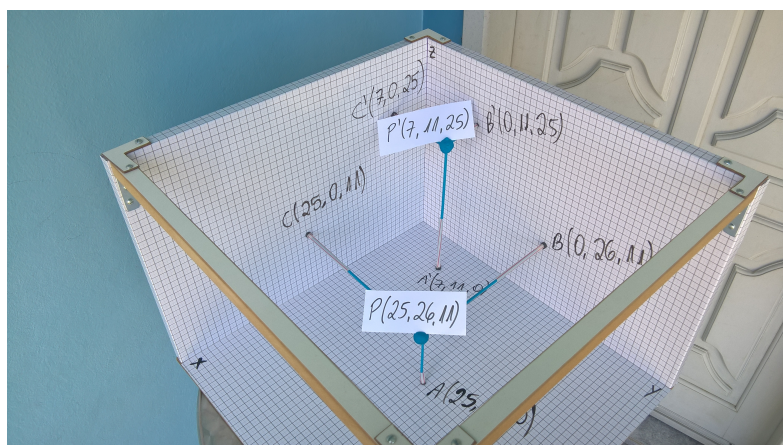 Z
C'(7,0,25)
P'(7,11,25)
B'(0,11,25)
C(25,0,11)
B(0,26,11)
A'(7,11,0)
P(25,26,11)
X
Y
A(25,